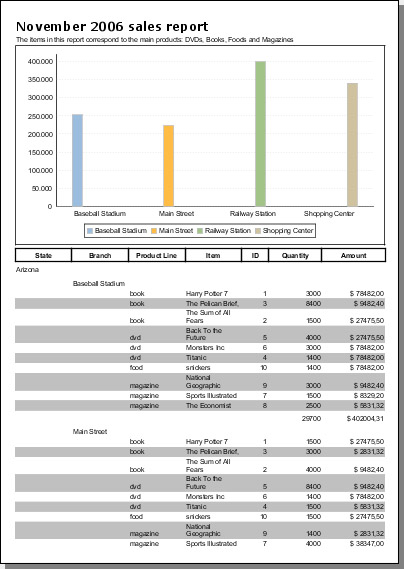 November 2006 sales report
The items in this report correspond to the main products: DVDs, Books, Foods and Magazines
400.000
350.000
300.000
250.000
200.000
150.000
100.000
50.000
0
Baseball Stadium Main Street Railway Station Shopping Center
Baseball Stadium Main Street Railway Station Shopping Center
State Branch Product Line Item ID Quantity Amount
Arizona
Baseball Stadium
book Harry Potter 7 1 3000 $ 78482,00
book The Pelican Brief, 3 8400 $ 9482,40
The Sum of All
book Fears 2 1500 $ 27475,50
Back To the
dvd Future 5 4000 $ 27475,50
dvd Monsters Inc 6 3000 $ 78482,00
dvd Titanic 4 1400 $ 78482,00
food snickers 10 1400 $ 78482,00
National
magazine Geographic 9 3000 $ 9482,40
magazine Sports Illustrated 7 1500 $ 8329,20
magazine The Economist 8 2500 $ 5831,32
29700 $ 402004,31
Main Street
book Harry Potter 7 1 1500 $ 27475,50
book The Pelican Brief, 3 1500 $ 2831,32
The Sum of All
book Fears 2 4000 $ 9482,40
Back To the
dvd Future 5 8400 $ 9482,40
dvd Monsters Inc 6 1400 $ 78482,00
dvd Titanic 4 1500 $ 5831,32
food snickers 10 1500 $ 27475,50
National
magazine Geographic 9 1400 $ 2831,32
magazine Sports Illustrated 7 4000 $ 38347,00